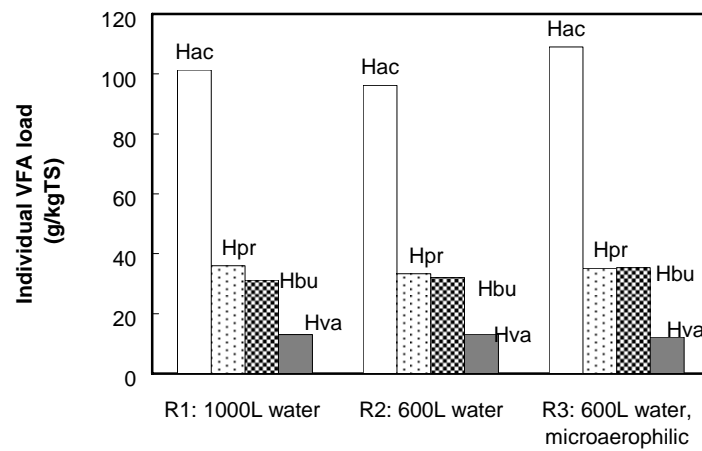 120
100
80
60
40
20
0
Individual VFA load
(g/kgTS)
Hac
Hpr
Hbu
Hva
Hac
Hpr
Hbu
Hva
Hac
Hpr
Hbu
Hva
R1: 1000L water
R2: 600L water
R3: 600L water,
microaerophilic